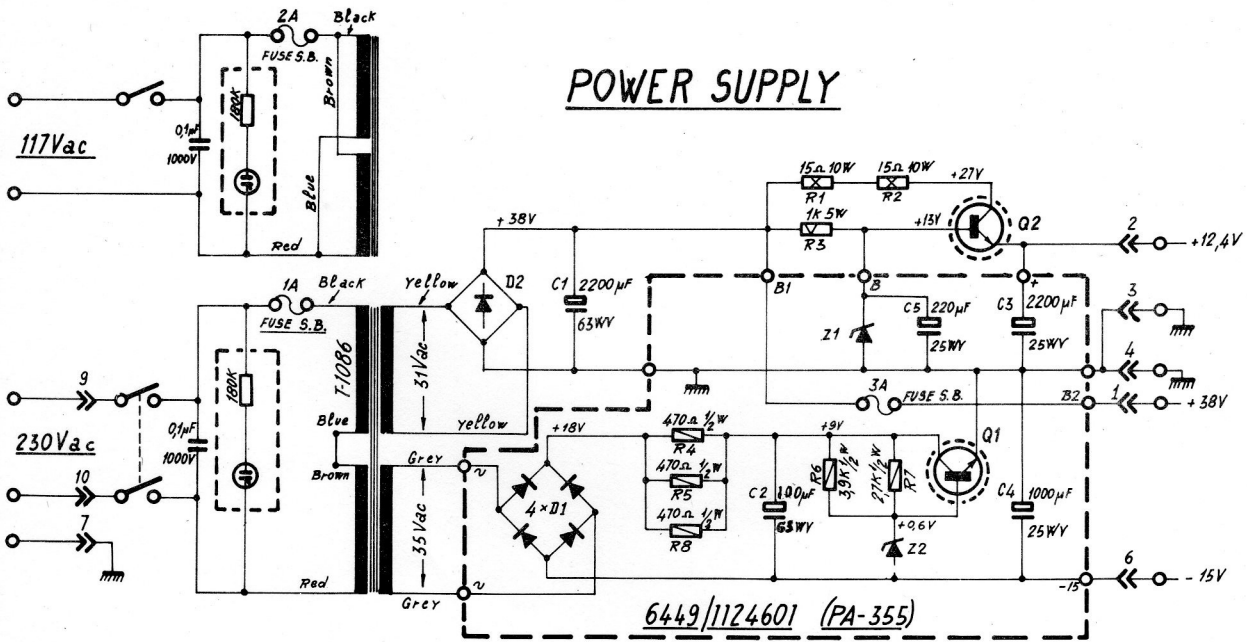 POWER SUPPLY
2A
Black
FUSE S.B.
Brown
180K
0,1µF
1000V
117Vac
Blue
Red
15Ω 10W
15Ω 10W
+27V
R1
R2
1K 5W
+13V
R3
Q2
+38V
2
+12,4V
1A
Black
FUSE S.B.
Yellow
D2
C1
2200µF
63WV
B1
B
+
3
Z1
C5
220µF
25WV
C3
2200µF
25WV
T-1086
31Vac
180K
9
230Vac
0,1µF
1000V
10
7
4
3A
FUSE S.B.
B2
1
+38V
Blue
Brown
Yellow
Grey
~
+18V
470Ω ½W
R4
470Ω ½W
R5
470Ω ½W
R8
+9V
Q1
R6
3,9K ½W
2,7K ½W
R7
C2
100µF
63WV
C4
1000µF
25WV
4×D1
35Vac
+0,6V
Z2
Red
~
Grey
-15
6
-15V
6449/1124601 (PA-355)